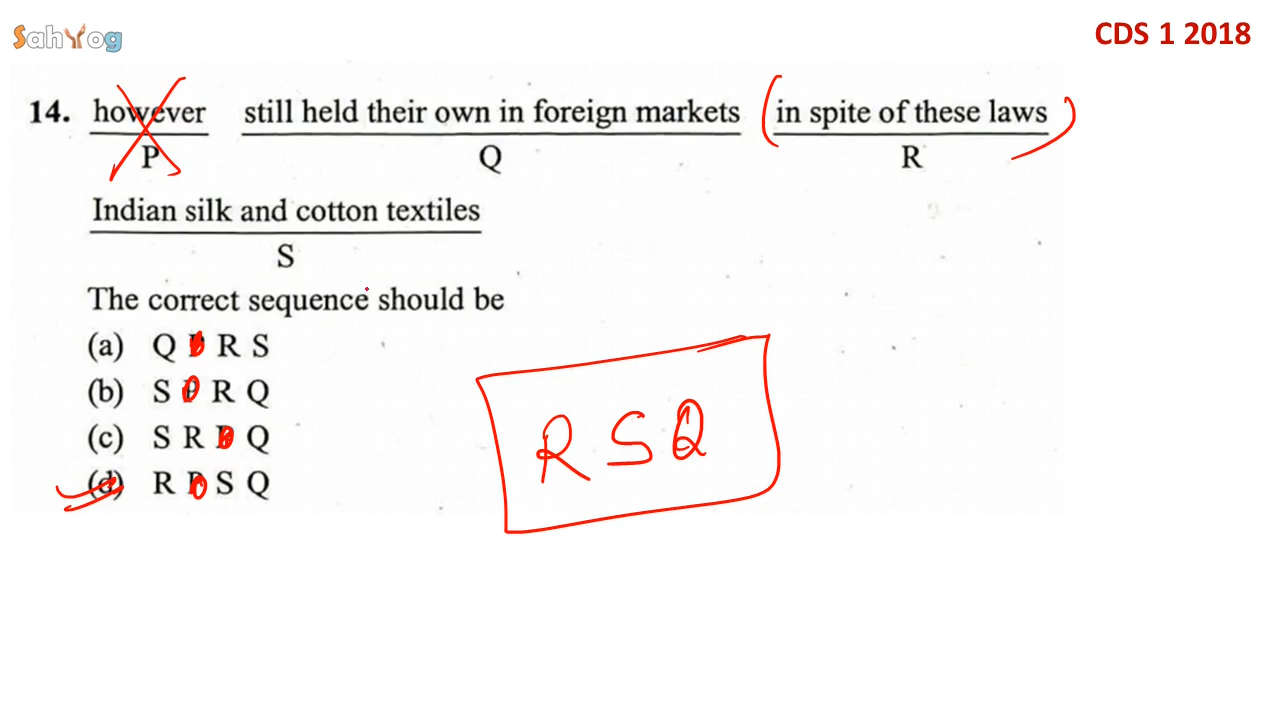 SahYog
CDS 1 2018
14. however still held their own in foreign markets in spite of these laws
P Q R
Indian silk and cotton textiles
S
The correct sequence should be
(a) Q P R S
(b) S P R Q
(c) S R P Q
(d) R P S Q
R S Q